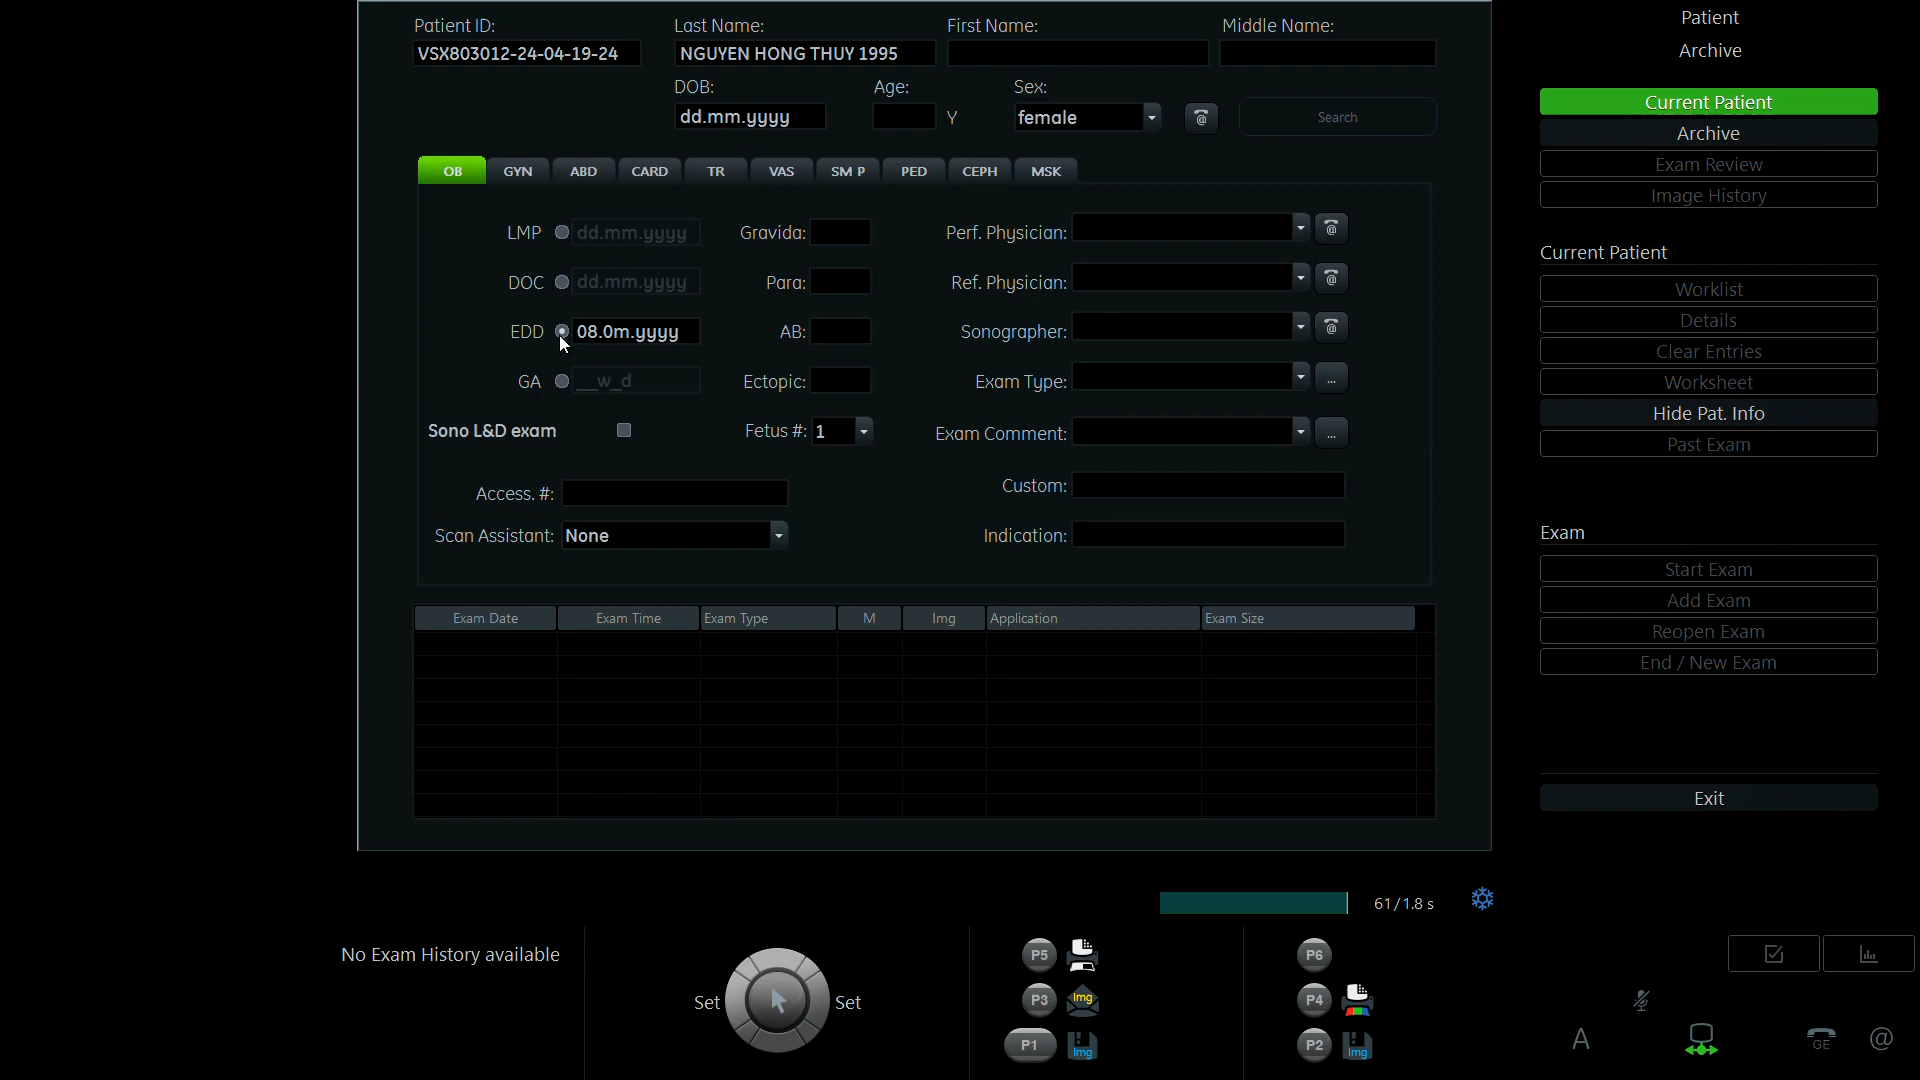 Patient ID: Last Name: First Name: Middle Name:
VSX803012-24-04-19-24 NGUYEN HONG THUY 1995
DOB: Age: Sex:
dd.mm.yyyy Y female @ Search
OB GYN ABD CARD TR VAS SM P PED CEPH MSK
LMP dd.mm.yyyy Gravida: Perf. Physician: @
DOC dd.mm.yyyy Para: Ref. Physician: @
EDD 08.0m.yyyy AB: Sonographer: @
GA __w_d Ectopic: Exam Type: ...
Sono L&D exam Fetus #: 1 Exam Comment: ...
Access. #: Custom:
Scan Assistant: None Indication:
Exam Date Exam Time Exam Type M Img Application Exam Size
Patient
Archive
Current Patient
Archive
Exam Review
Image History
Current Patient
Worklist
Details
Clear Entries
Worksheet
Hide Pat. Info
Past Exam
Exam
Start Exam
Add Exam
Reopen Exam
End / New Exam
Exit
61/1.8 s
No Exam History available
Set Set
P5
P3 Img
P1 Img
P6
P4
P2 Img
A GE @